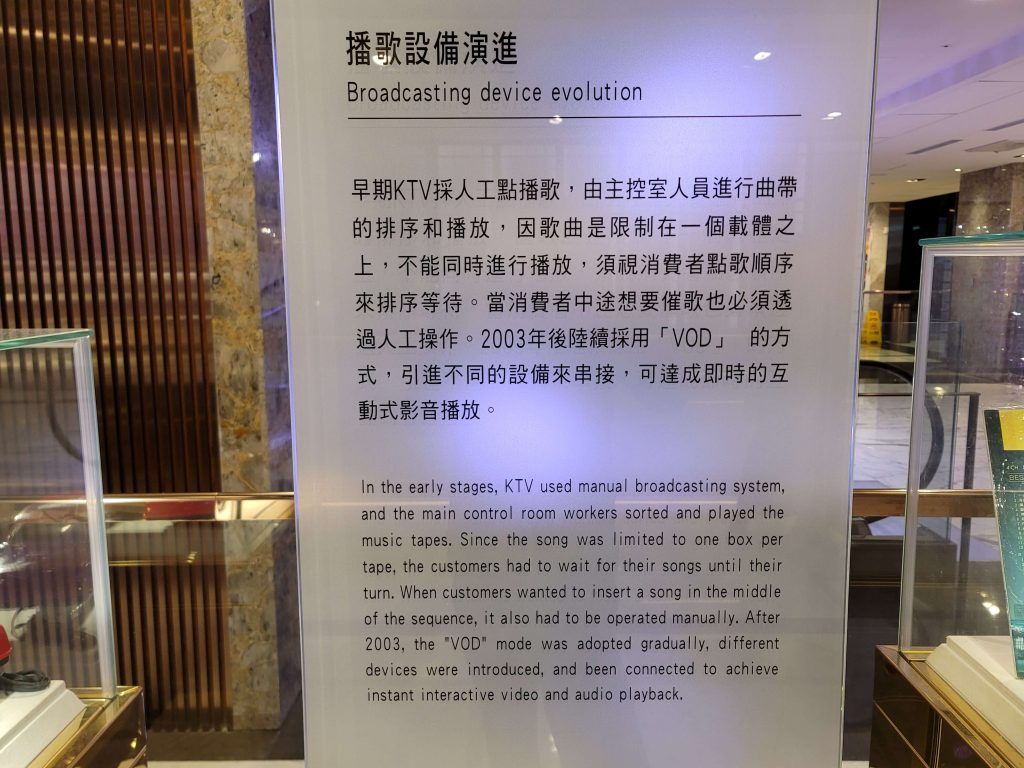 播歌設備演進
Broadcasting device evolution
早期KTV採人工點播歌，由主控室人員進行曲帶
的排序和播放，因歌曲是限制在一個載體之
上，不能同時進行播放，須視消費者點歌順序
來排序等待。當消費者中途想要催歌也必須透
過人工操作。2003年後陸續採用「VOD」 的方
式，引進不同的設備來串接，可達成即時的互
動式影音播放。
In the early stages, KTV used manual broadcasting system,
and the main control room workers sorted and played the
music tapes. Since the song was limited to one box per
tape, the customers had to wait for their songs until their
turn. When customers wanted to insert a song in the middle
of the sequence, it also had to be operated manually. After
2003, the "VOD" mode was adopted gradually, different
devices were introduced, and been connected to achieve
instant interactive video and audio playback.